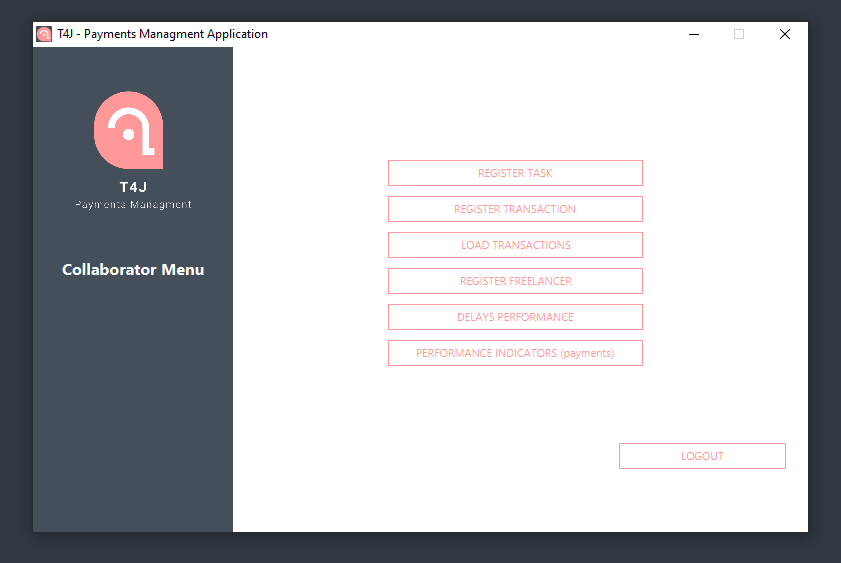 T4J - Payments Managment Application
T4J
Payments Managment
Collaborator Menu
REGISTER TASK
REGISTER TRANSACTION
LOAD TRANSACTIONS
REGISTER FREELANCER
DELAYS PERFORMANCE
PERFORMANCE INDICATORS (payments)
LOGOUT